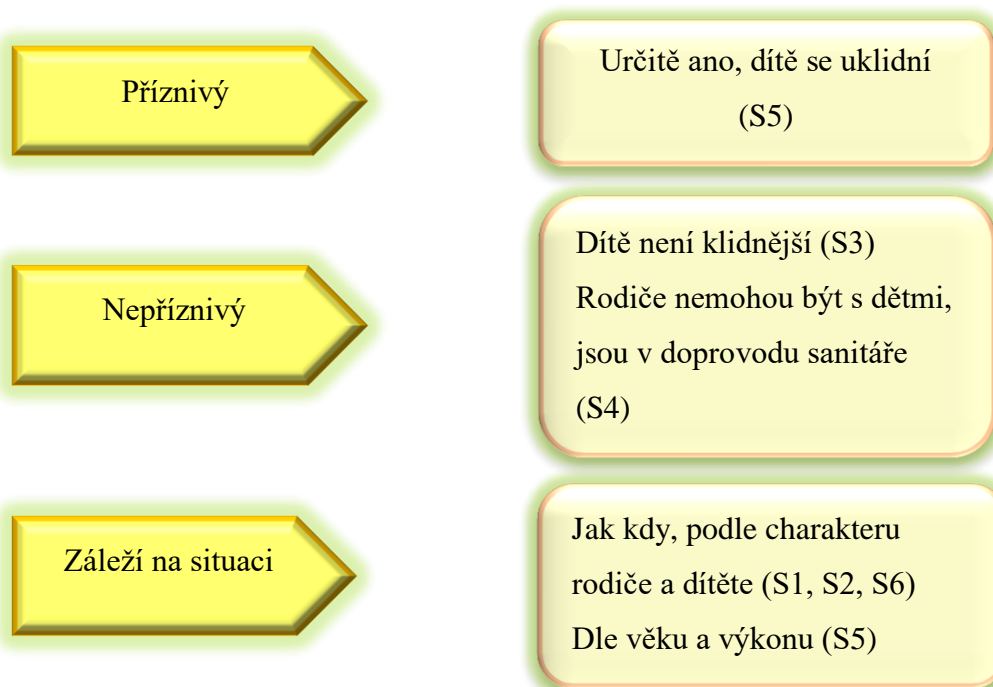 Příznivý
Určitě ano, dítě se uklidní
(S5)
Nepříznivý
Dítě není klidnější (S3)
Rodiče nemohou být s dětmi,
jsou v doprovodu sanitáře
(S4)
Záleží na situaci
Jak kdy, podle charakteru
rodiče a dítěte (S1, S2, S6)
Dle věku a výkonu (S5)